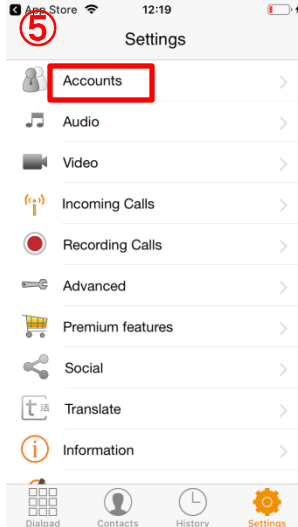 App Store 12:19
⑤
Settings
Accounts
Audio
Video
Incoming Calls
Recording Calls
Advanced
Premium features
Social
t 活 Translate
i Information
Dialpad Contacts History Settings